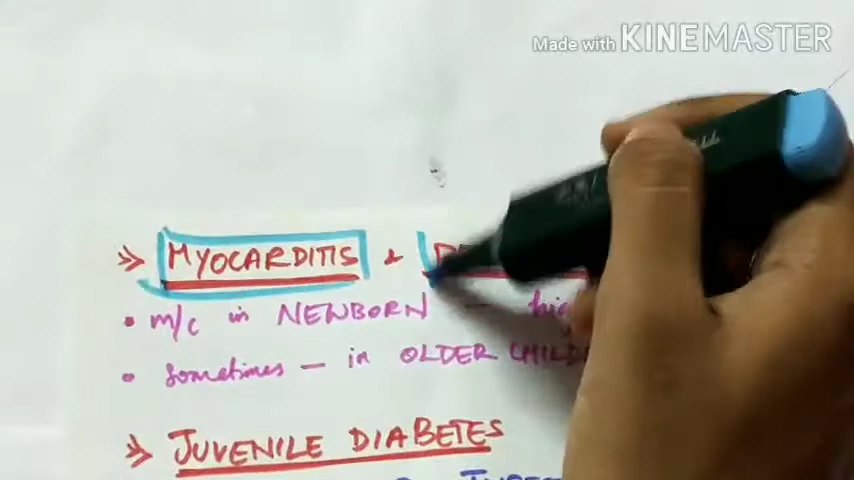 Made with KINEMASTER
» MYOCARDITIS &
• m/c in NEWBORN –
• sometimes – in OLDER
» JUVENILE DIABETES